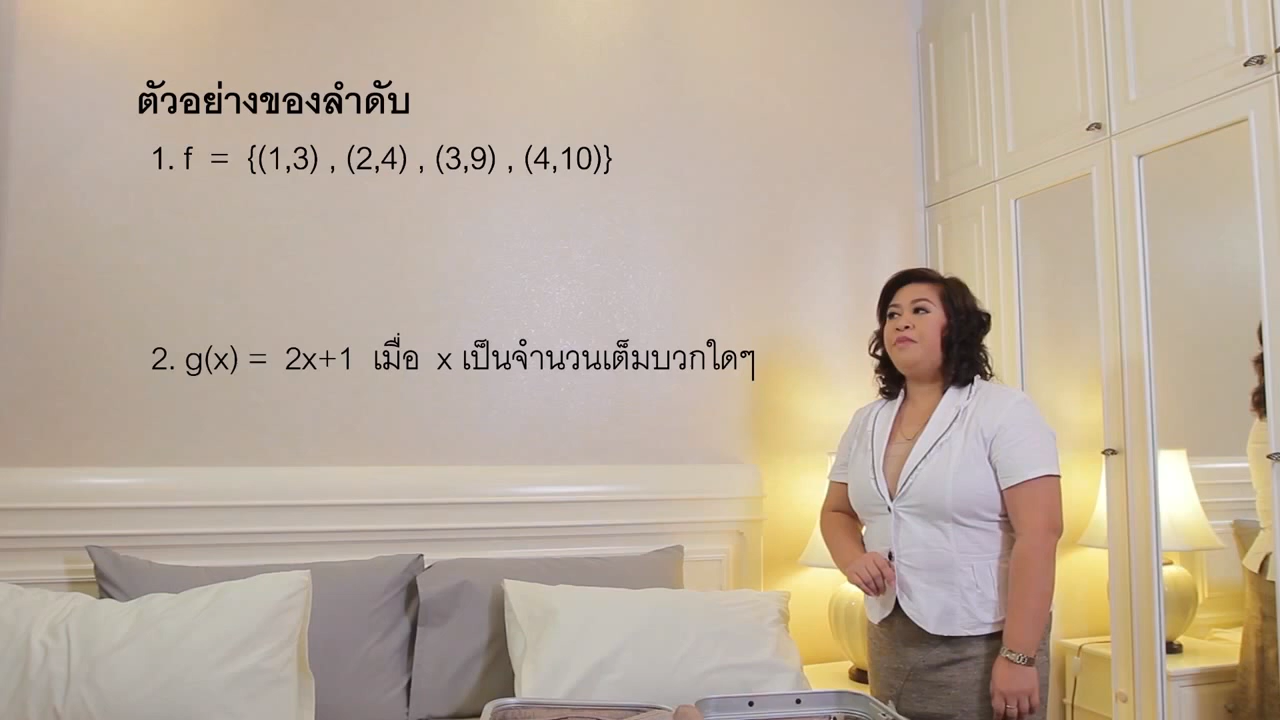 ตัวอย่างของลำดับ
1. f = {(1,3) , (2,4) , (3,9) , (4,10)}
2. g(x) = 2x+1 เมื่อ x เป็นจำนวนเต็มบวกใดๆ